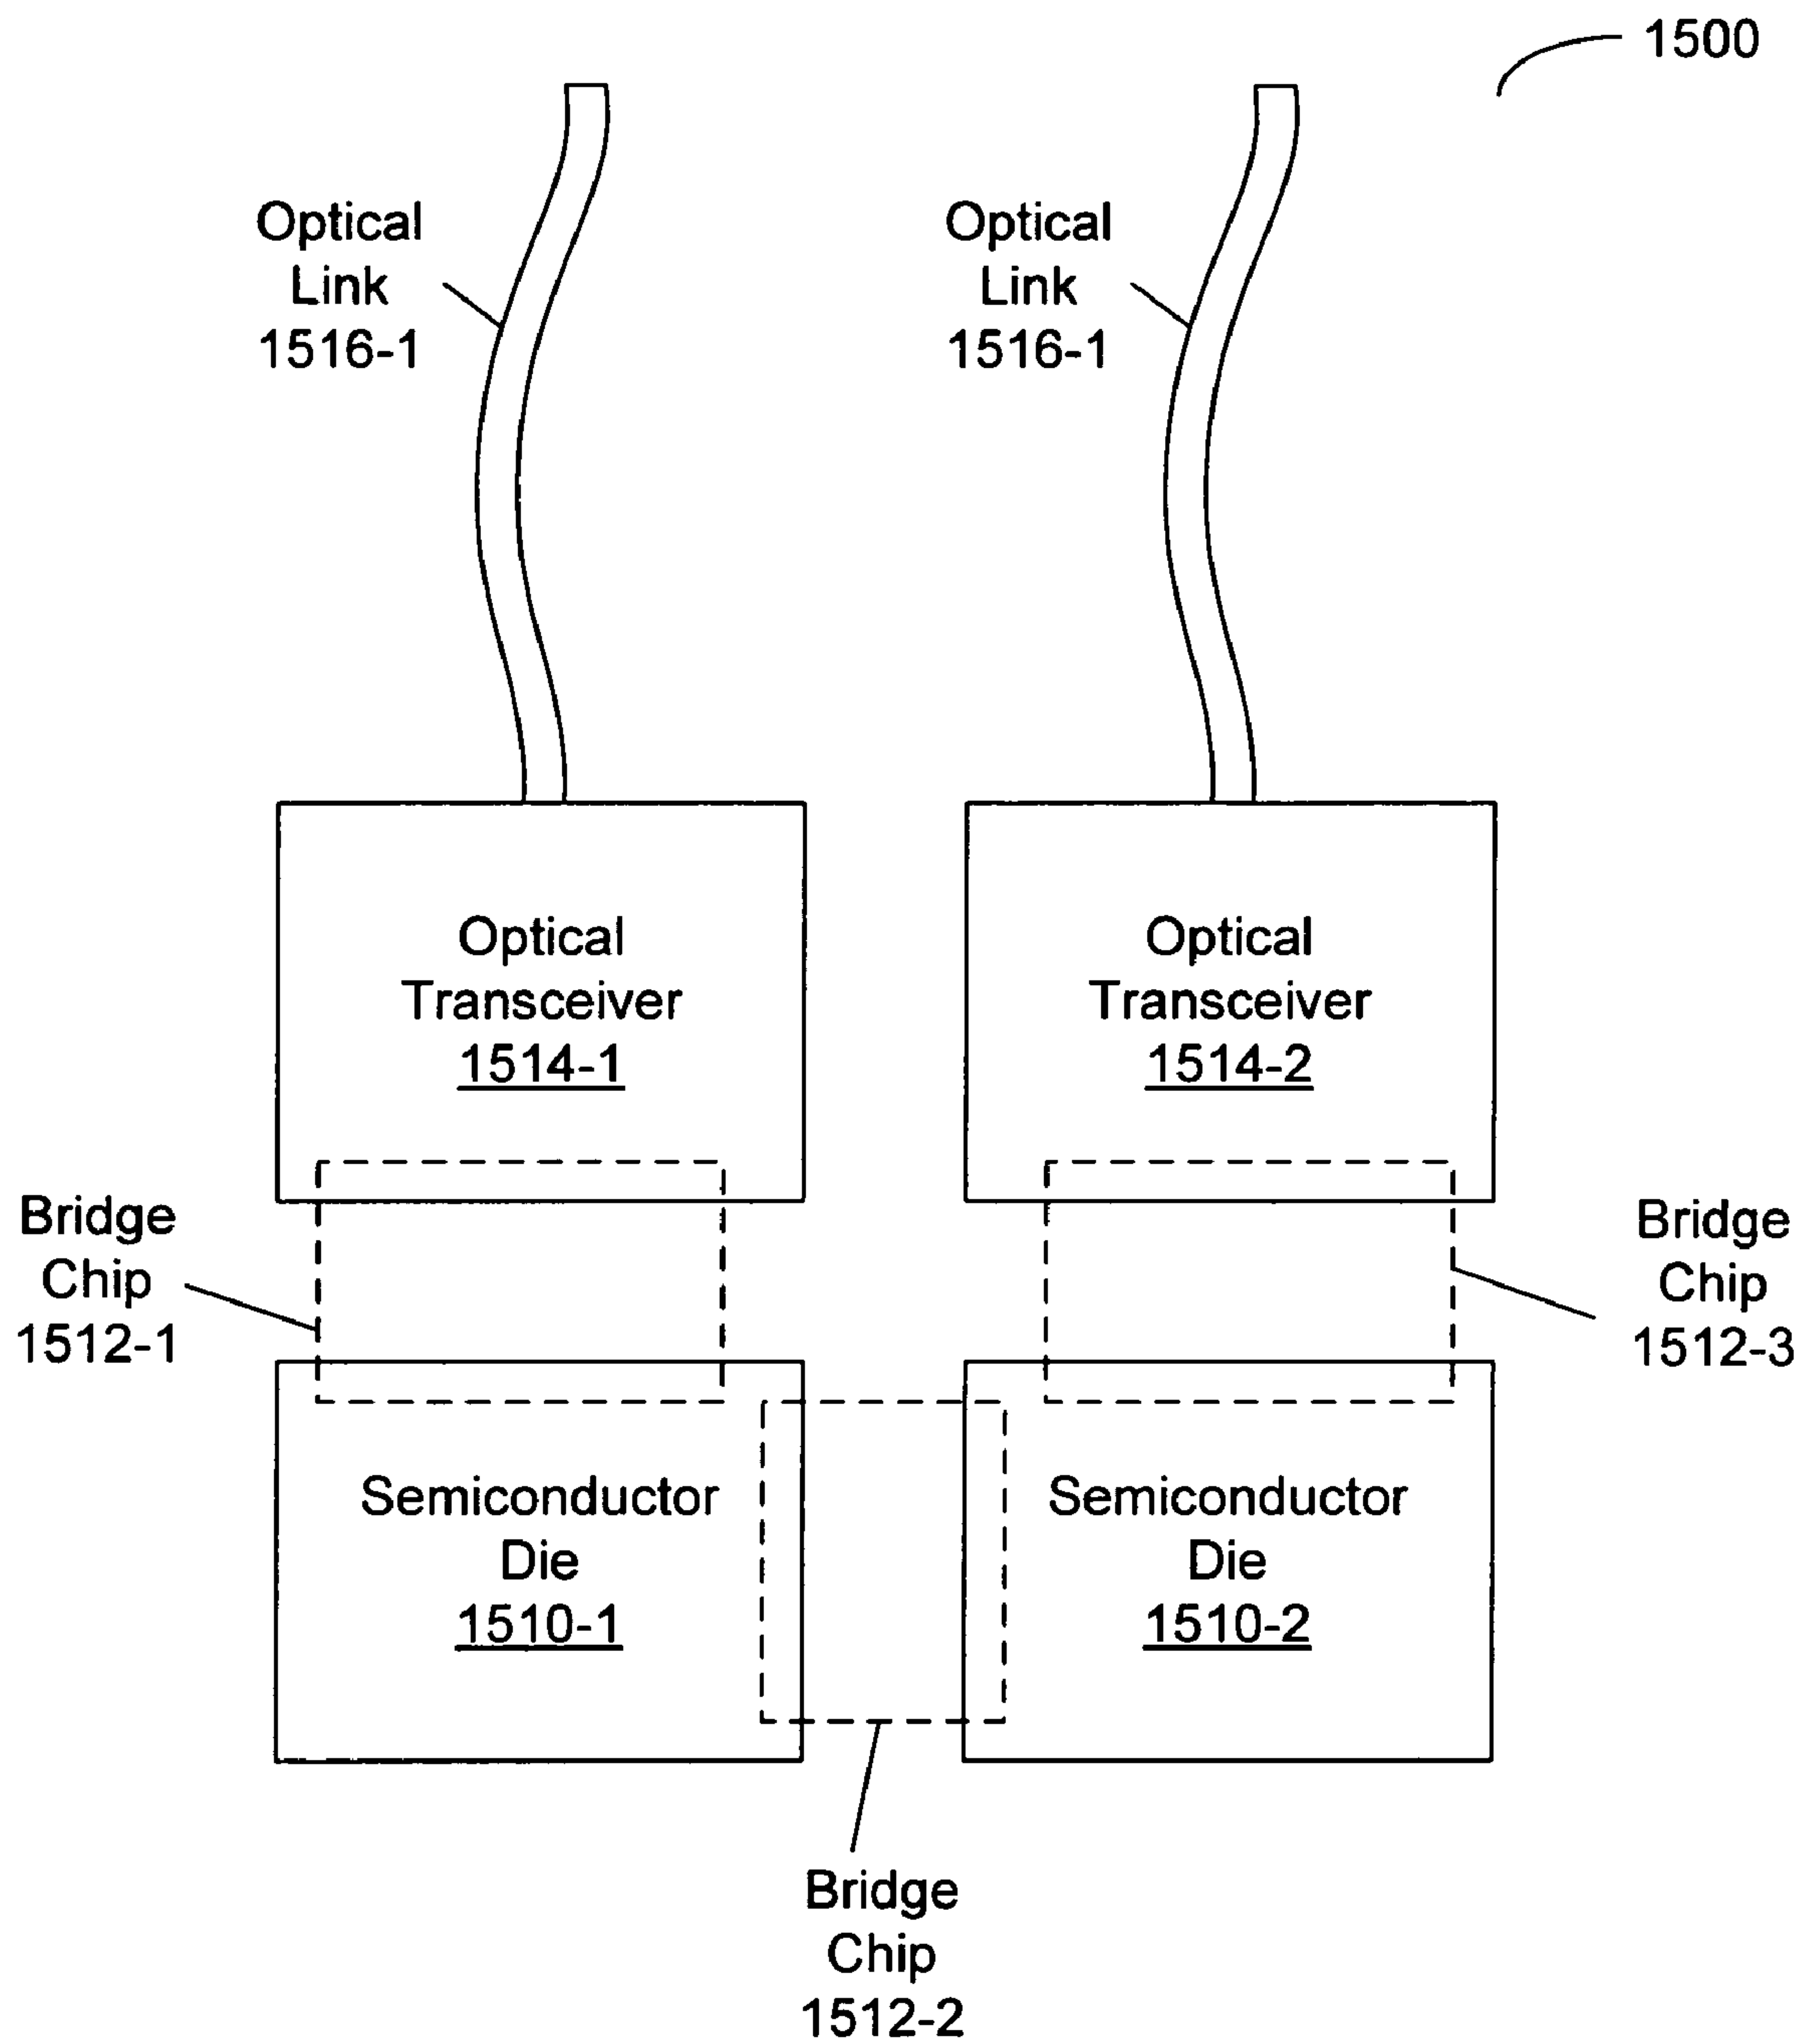 1500
Optical
Link
1516-1
Optical
Link
1516-1
Optical
Transceiver
1514-1
Optical
Transceiver
1514-2
Bridge
Chip
1512-1
Bridge
Chip
1512-3
Semiconductor
Die
1510-1
Semiconductor
Die
1510-2
Bridge
Chip
1512-2